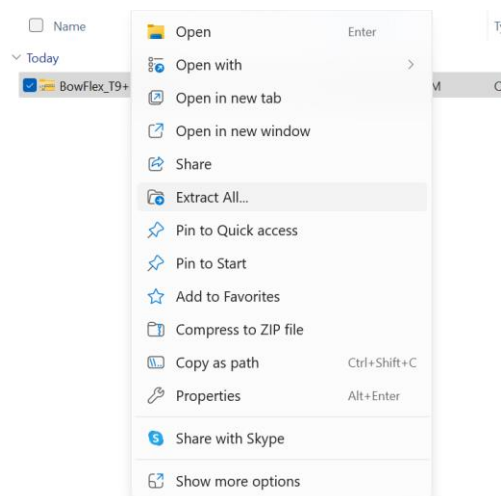 Name
Today
BowFlex_T9+
Open Enter
Open with
Open in new tab
Open in new window
Share
Extract All...
Pin to Quick access
Pin to Start
Add to Favorites
Compress to ZIP file
Copy as path Ctrl+Shift+C
Properties Alt+Enter
Share with Skype
Show more options